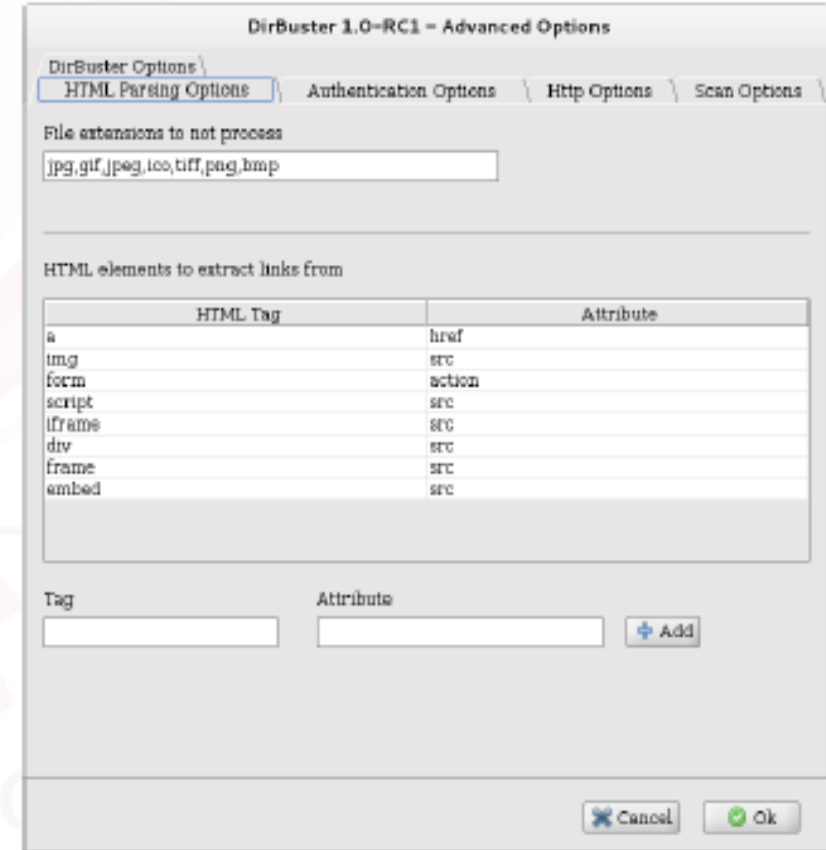 DirBuster 1.0-RC1 - Advanced Options
DirBuster Options
HTML Parsing Options Authentication Options Http Options Scan Options
File extensions to not process
jpg,gif,jpeg,ico,tiff,png,bmp
HTML elements to extract links from
HTML Tag Attribute
a href
img src
form action
script src
iframe src
div src
frame src
embed src
Tag Attribute
Add
Cancel Ok